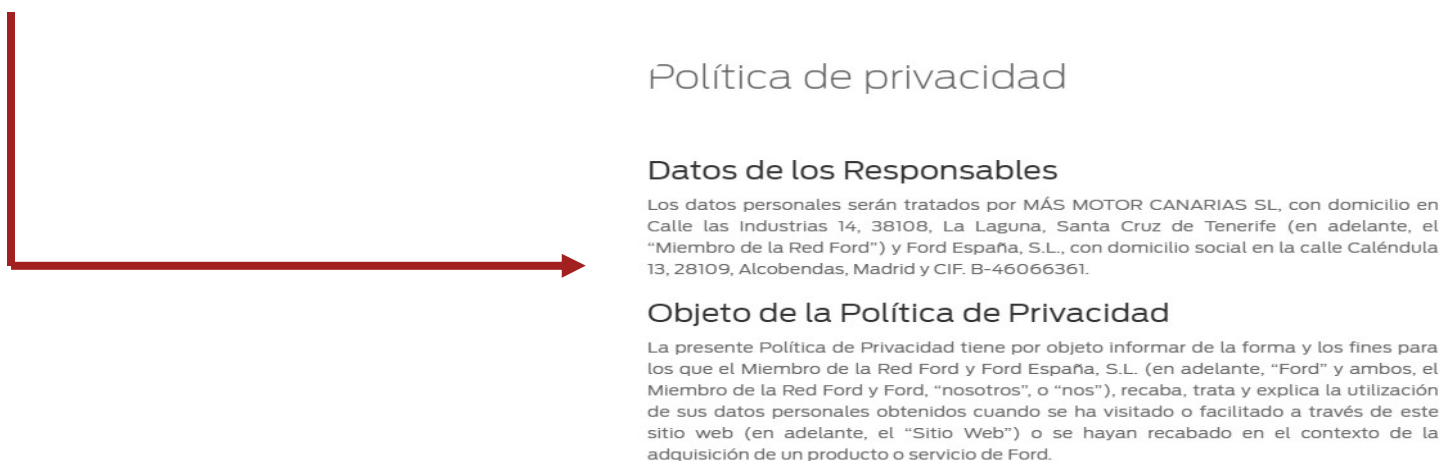 Política de privacidad
Datos de los Responsables
Los datos personales serán tratados por MÁS MOTOR CANARIAS SL, con domicilio en
Calle las Industrias 14, 38108, La Laguna, Santa Cruz de Tenerife (en adelante, el
“Miembro de la Red Ford”) y Ford España, S.L., con domicilio social en la calle Caléndula
13, 28109, Alcobendas, Madrid y CIF. B-46066361.
Objeto de la Política de Privacidad
La presente Política de Privacidad tiene por objeto informar de la forma y los fines para
los que el Miembro de la Red Ford y Ford España, S.L. (en adelante, “Ford” y ambos, el
Miembro de la Red Ford y Ford, “nosotros”, o “nos”), recaba, trata y explica la utilización
de sus datos personales obtenidos cuando se ha visitado o facilitado a través de este
sitio web (en adelante, el “Sitio Web”) o se hayan recabado en el contexto de la
adquisición de un producto o servicio de Ford.